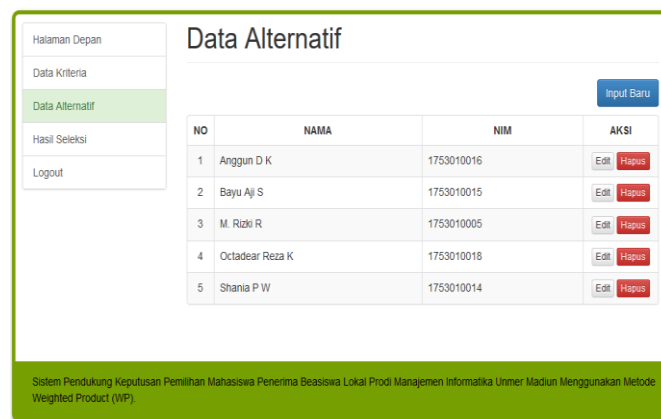 Halaman Depan
Data Kriteria
Data Alternatif
Hasil Seleksi
Logout
Data Alternatif
Input Baru
NO NAMA NIM AKSI
1 Anggun D K 1753010016 Edit Hapus
2 Bayu Aji S 1753010015 Edit Hapus
3 M. Rizki R 1753010005 Edit Hapus
4 Octadear Reza K 1753010018 Edit Hapus
5 Shania P W 1753010014 Edit Hapus
Sistem Pendukung Keputusan Pemilihan Mahasiswa Penerima Beasiswa Lokal Prodi Manajemen Informatika Unmer Madiun Menggunakan Metode
Weighted Product (WP).